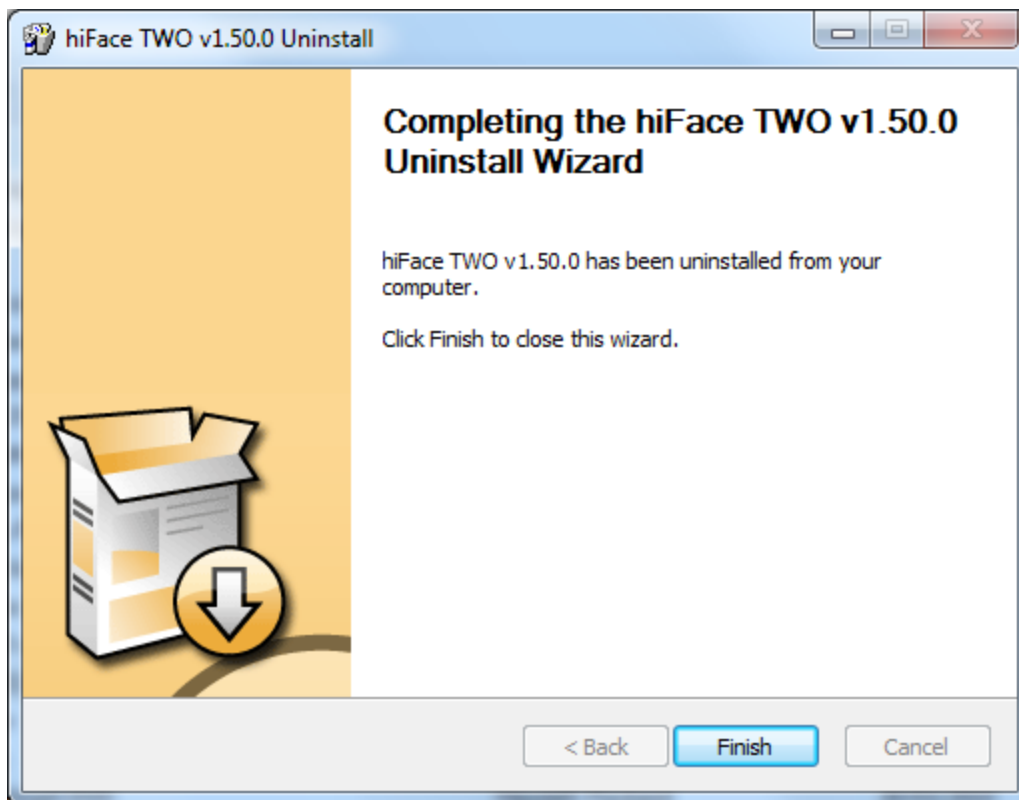 hiFace TWO v1.50.0 Uninstall
Completing the hiFace TWO v1.50.0
Uninstall Wizard
hiFace TWO v1.50.0 has been uninstalled from your
computer.
Click Finish to close this wizard.
< Back
Finish
Cancel